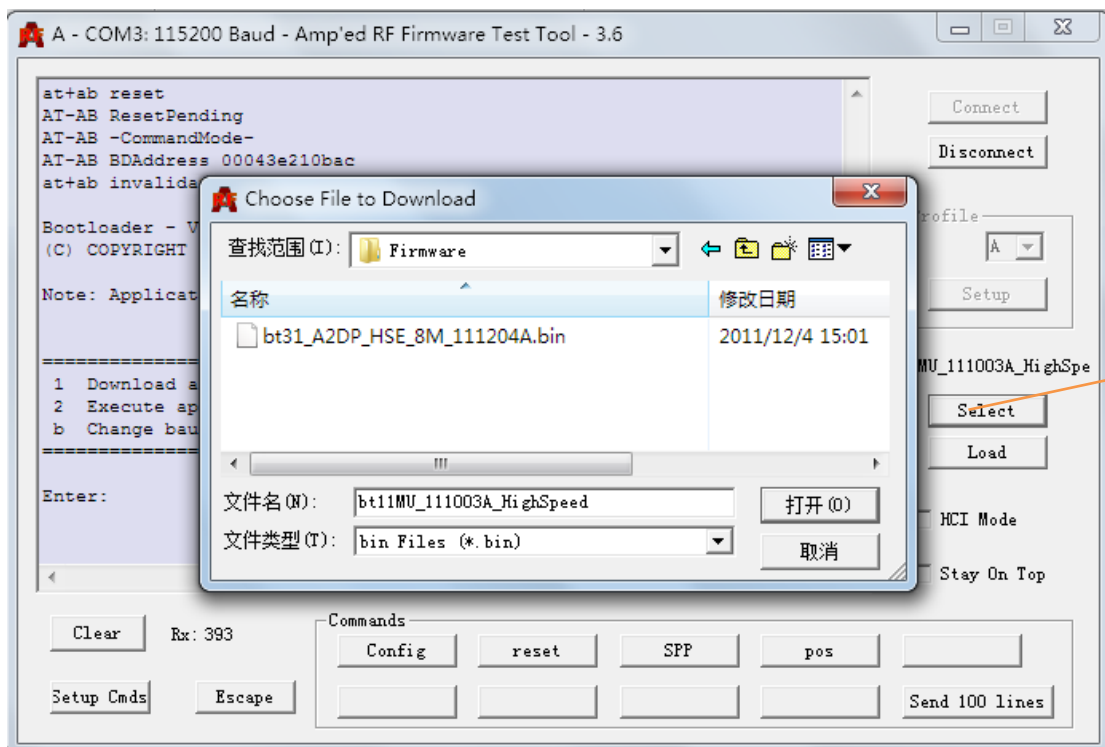 A - COM3: 115200 Baud - Amp'ed RF Firmware Test Tool - 3.6
at+ab reset
AT-AB ResetPending
AT-AB -CommandMode-
AT-AB BDAddress 00043e210bac
at+ab invalida
Bootloader - V
(C) COPYRIGHT
Note: Applicat
1 Download a
2 Execute ap
b Change bau
Enter:
Connect
Disconnect
rofile
A
Setup
MU_111003A_HighSpe
Select
Load
HCI Mode
Stay On Top
Choose File to Download
查找范围(I):
Firmware
名称
修改日期
bt31_A2DP_HSE_8M_111204A.bin
2011/12/4 15:01
文件名(N):
bt11MU_111003A_HighSpeed
打开(O)
文件类型(T):
bin Files (*.bin)
取消
Clear
Rx: 393
Setup Cmds
Escape
Commands
Config
reset
SPP
pos
Send 100 lines